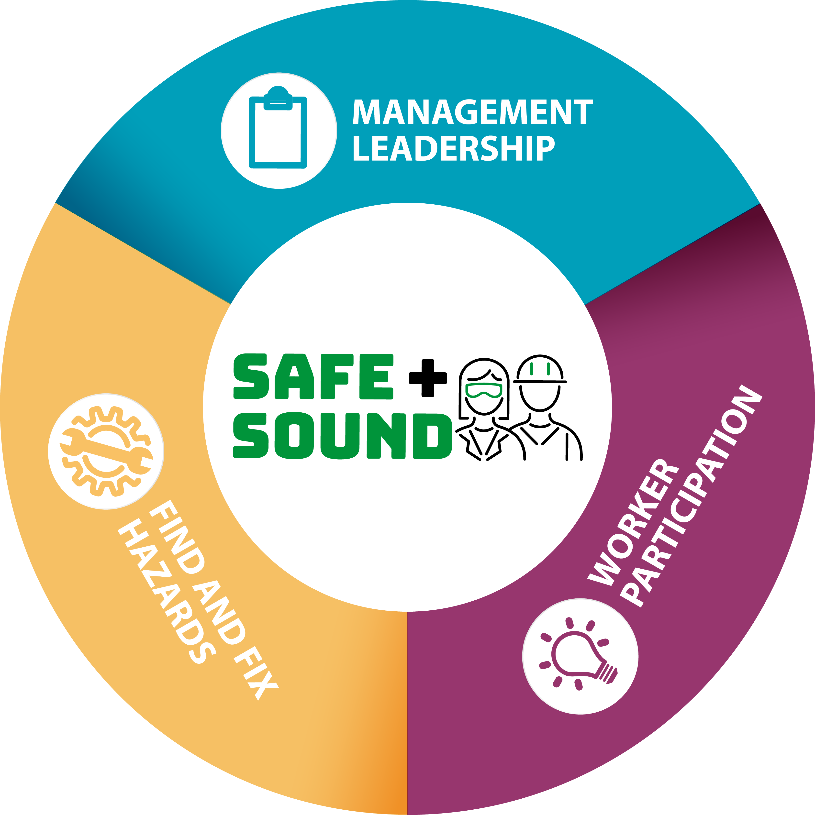 MANAGEMENT
LEADERSHIP
SAFE +
SOUND
WORKER
PARTICIPATION
FIND AND FIX
HAZARDS